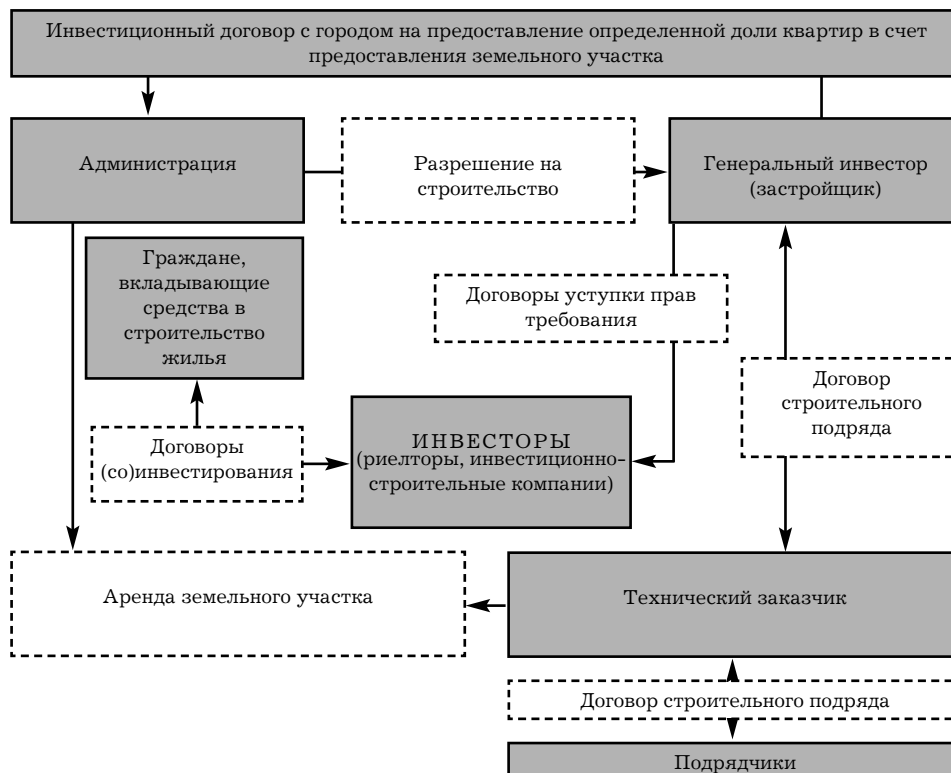 Инвестиционный договор с городом на предоставление определенной доли квартир в счет
предоставления земельного участка
Администрация
Разрешение на
строительство
Генеральный инвестор
(застройщик)
Граждане,
вкладывающие
средства в
строительство
жилья
Договоры уступки прав
требования
Договор
строительного
подряда
Договоры
(со)инвестирования
ИНВЕСТОРЫ
(риелторы, инвестиционно-
строительные компании)
Аренда земельного участка
Технический заказчик
Договор строительного подряда
Подрядчики